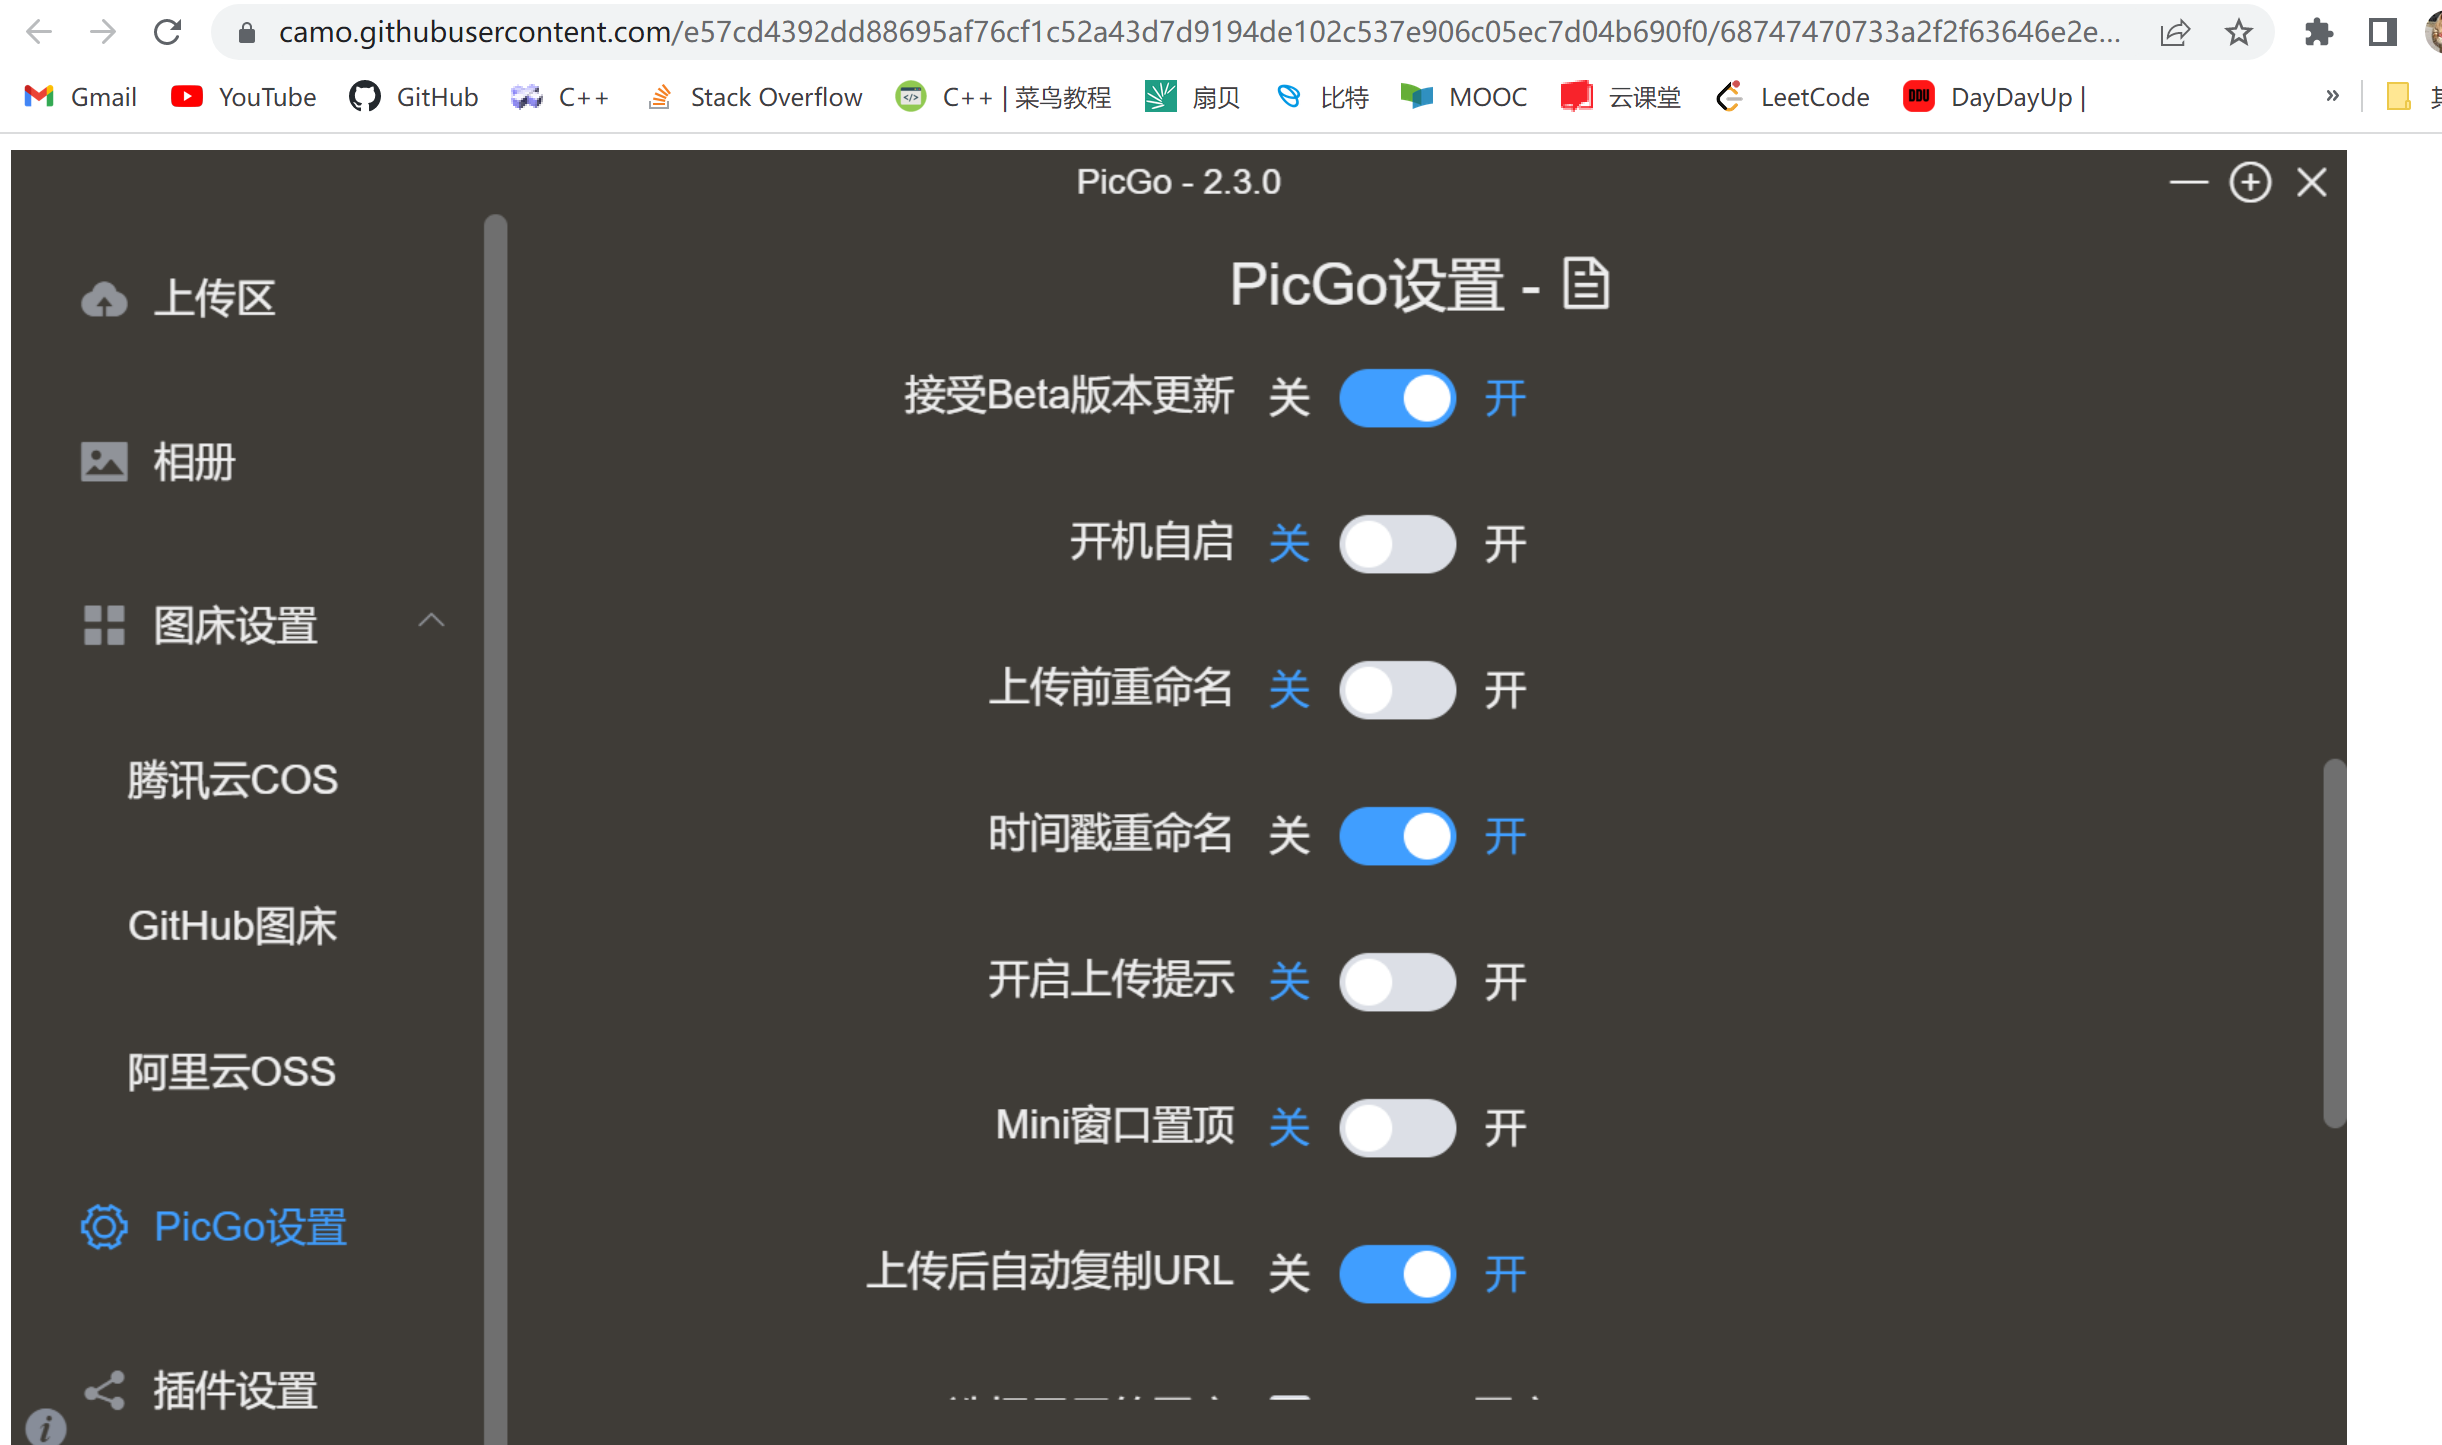 camo.githubusercontent.com/e57cd4392dd88695af76cf1c52a43d7d9194de102c537e906c05ec7d04b690f0/68747470733a2f2f63646e2e...
Gmail YouTube GitHub C++ Stack Overflow C++ | 菜鸟教程 扇贝 比特 MOOC 云课堂 LeetCode DDU DayDayUp | »
PicGo - 2.3.0
PicGo设置 -
上传区
相册
图床设置
腾讯云COS
GitHub图床
阿里云OSS
PicGo设置
插件设置
接受Beta版本更新 关 开
开机自启 关 开
上传前重命名 关 开
时间戳重命名 关 开
开启上传提示 关 开
Mini窗口置顶 关 开
上传后自动复制URL 关 开